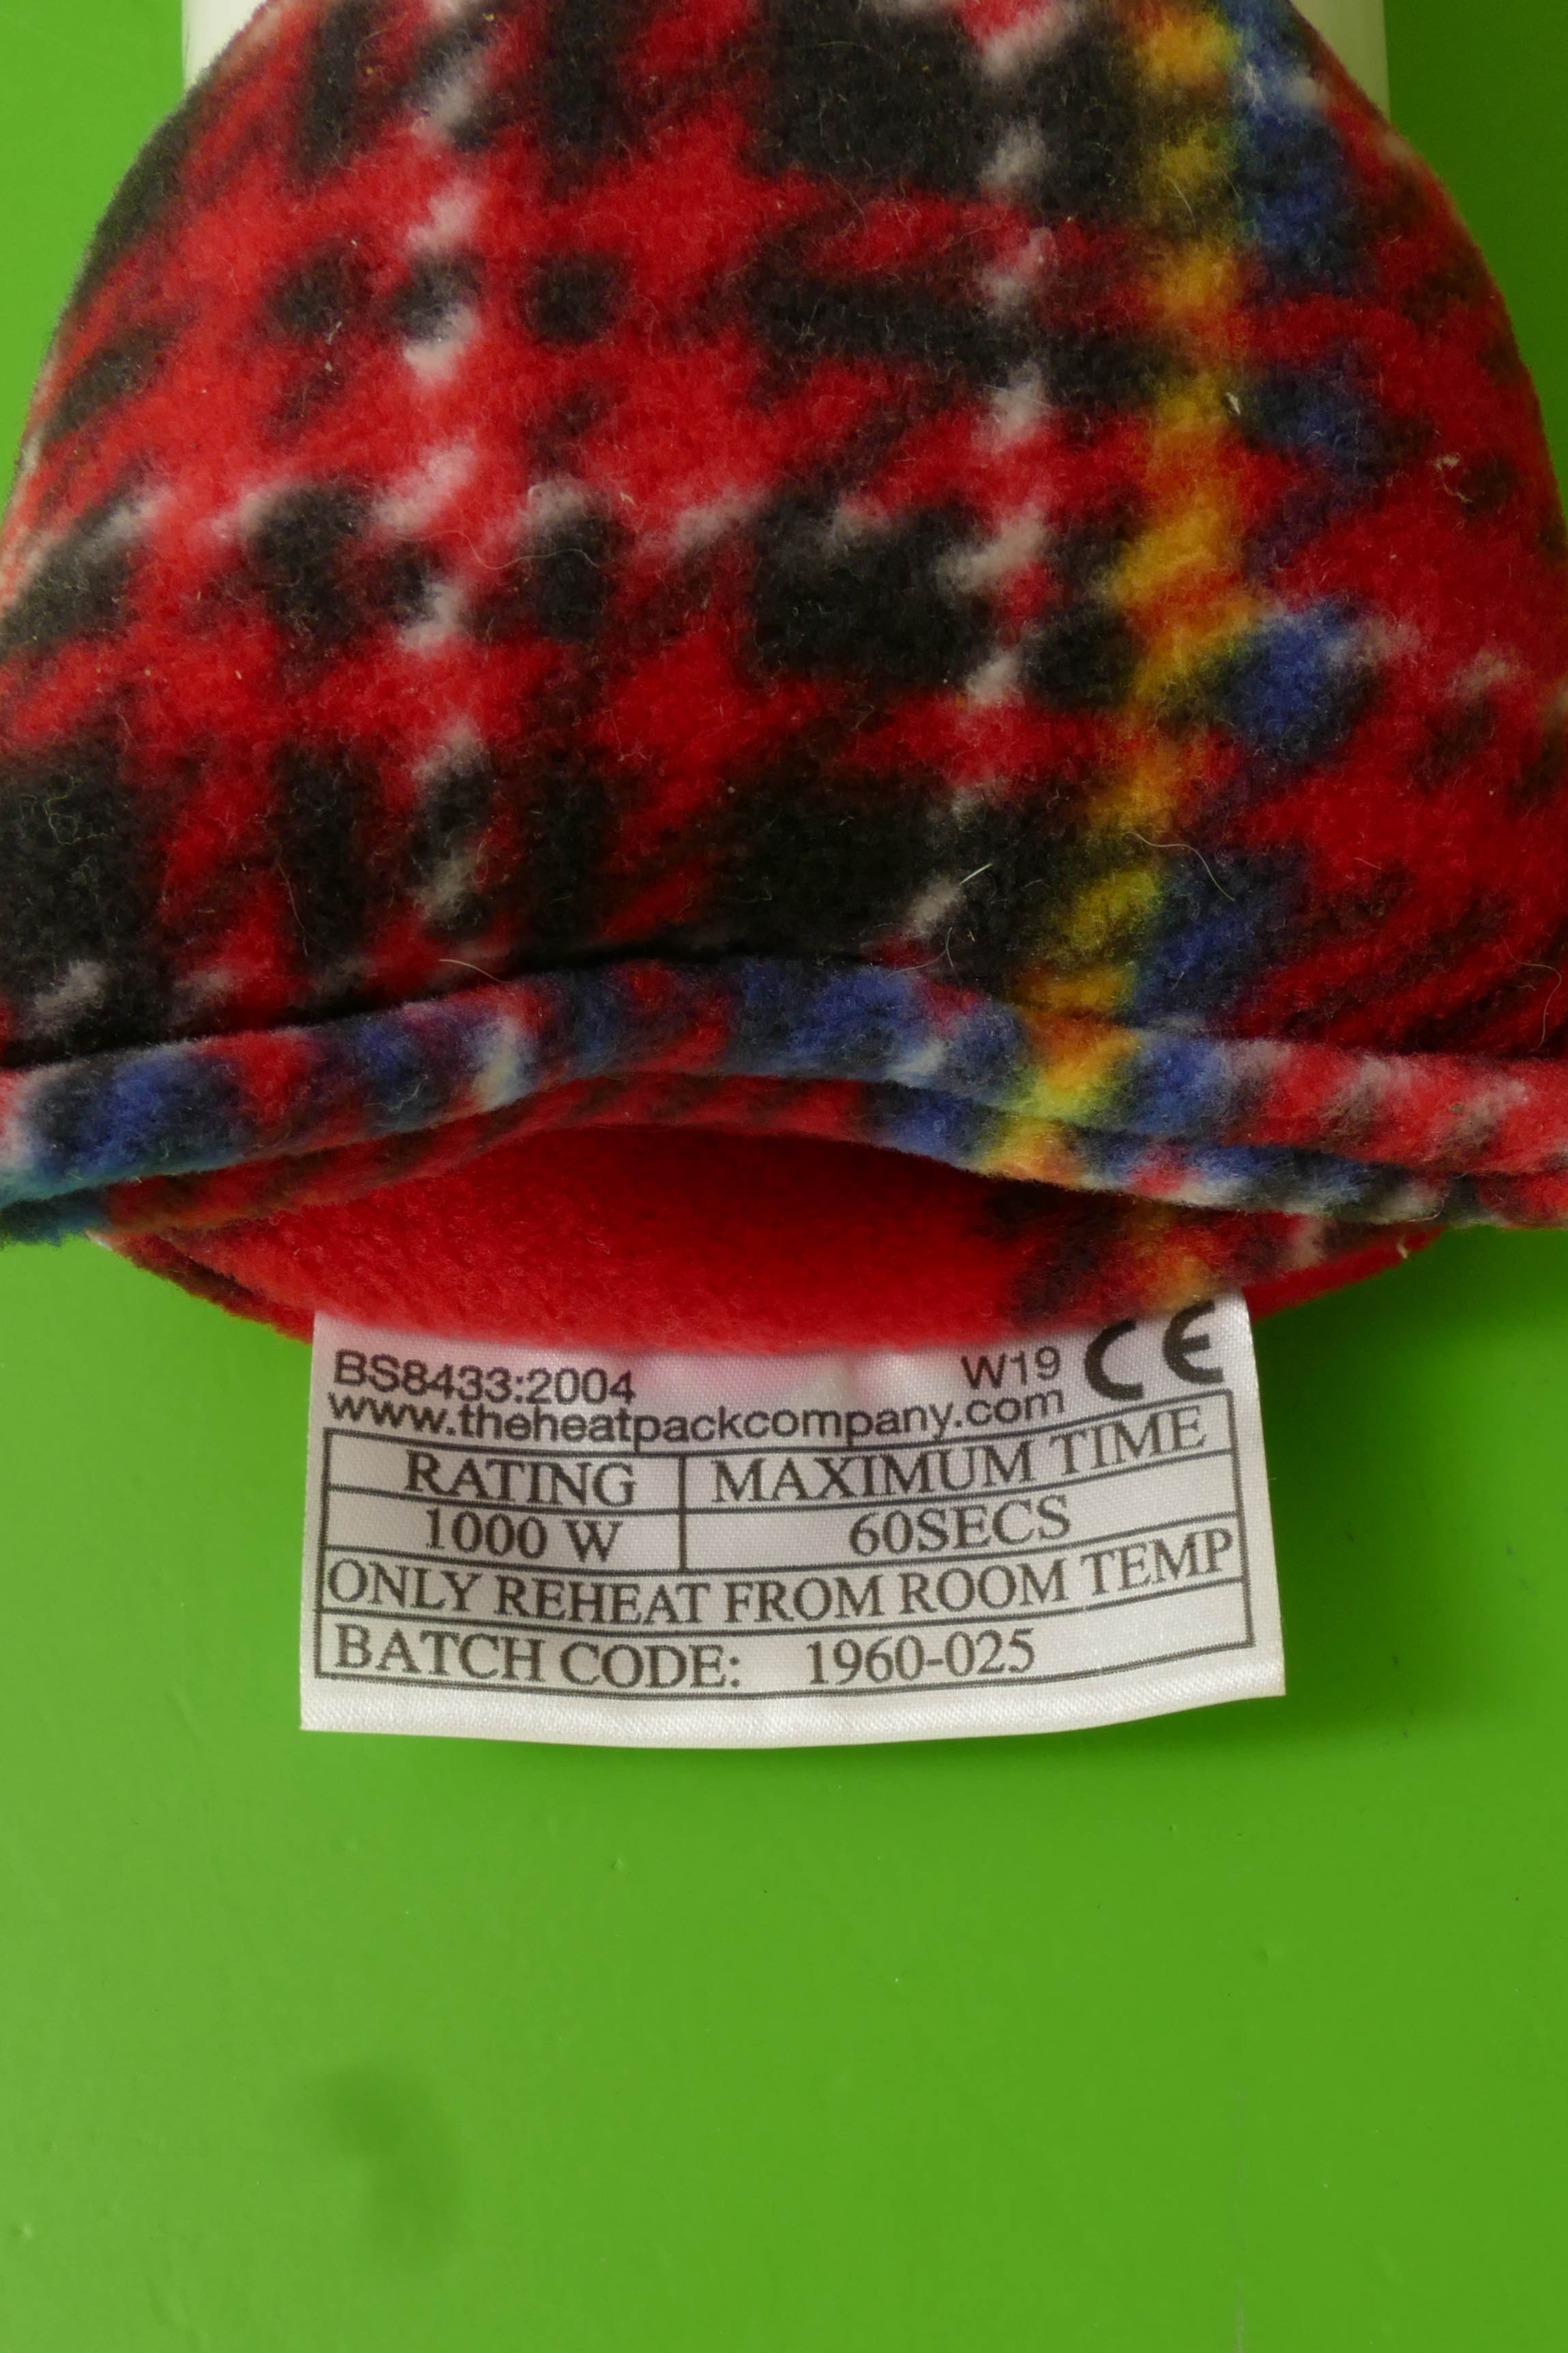 BS8433:2004 W19 CE
www.theheatpackcompany.com
RATING MAXIMUM TIME
1000 W 60SECS
ONLY REHEAT FROM ROOM TEMP
BATCH CODE: 1960-025